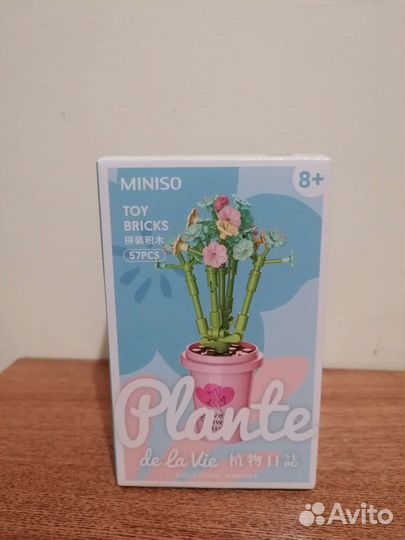 MINISO
8+
TOY
BRICKS
拼装积木
57PCS
Plante
de la Vie 植物日誌
Avito